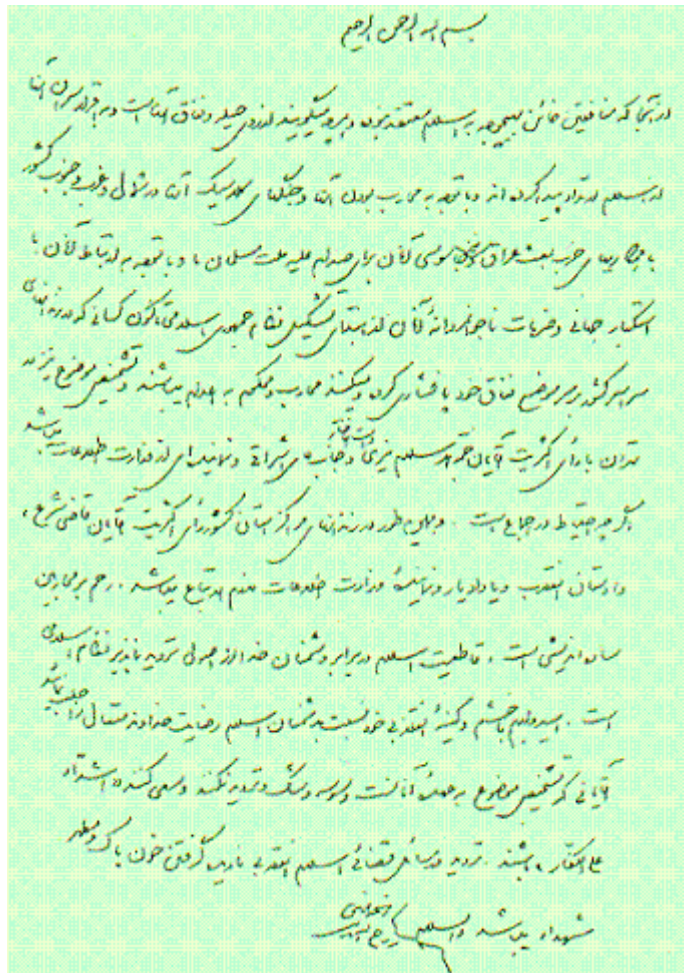 بسم الله الرحمن الرحیم
از آنجا که منافقین خائن به هیچ وجه به اسلام معتقد نبوده و هر چه میگویند از روی حیله و نفاق آنهاست و به اقرار سران آنها
از اسلام ارتداد پیدا کرده‌اند و با توجه به محارب بودن آنها و جنگهای کلاسیک آنها در شمال و غرب و جنوب کشور
با همکاریهای حزب بعث عراق و نیز جاسوسی آنان برای صدام علیه ملت مسلمان ما و با توجه به ارتباط آنان با
استکبار جهانی و ضربات ناجوانمردانهٔ آنان از ابتدای تشکیل نظام جمهوری اسلامی تا کنون کسانی که در زندانهای
سراسر کشور بر سر موضع نفاق خود پافشاری کرده و میکنند محارب و محکوم به اعدام میباشند و تشخیص موضوع نیز در
تهران با رأی اکثریت آقایان حجة الاسلام نیری دامت افاضاته و جناب آقای اشراقی و نماینده‌ای از وزارت اطلاعات میباشد
اگر چه احتیاط در اجماع است . و همین طور در زندانهای مراکز استان کشور رأی اکثریت آقایان قاضی شرع ،
دادستان انقلاب و یا دادیار و نمایندهٔ وزارت اطلاعات لازم الاتباع میباشد . رحم بر محاربین
ساده اندیشی است ، قاطعیت اسلام در برابر دشمنان خدا از اصول تردید ناپذیر نظام اسلامی
است . امیدوارم با خشم و کینهٔ انقلابی خود نسبت به دشمنان اسلام رضایت خداوند متعال را جلب نمائید
آقایانی که تشخیص موضوع به عهدهٔ آنان است وسوسه و شک و تردید نکنند و سعی کنند « اشداء
علی الکفار » باشند . تردید در مسائل قضائی اسلام انقلابی نادیده گرفتن خون پاک و مطهر
شهداء میباشد والسلام
روح الله الموسوی الخمینی